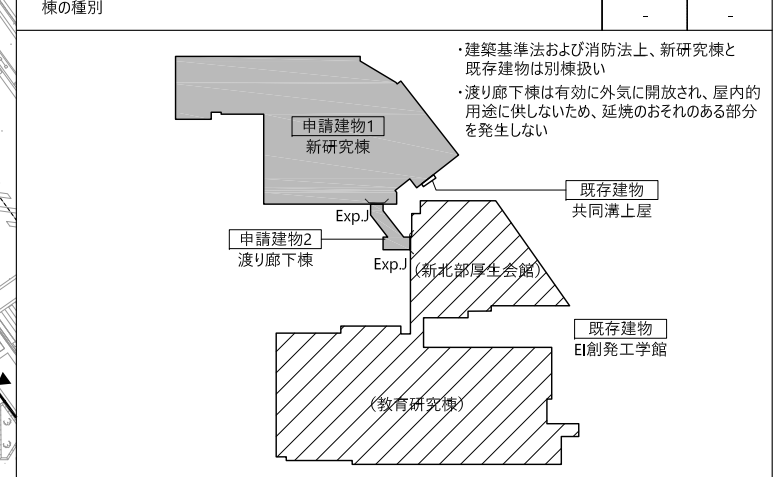 棟の種別
- -
・建築基準法および消防法上、新研究棟と
既存建物は別棟扱い
・渡り廊下棟は有効に外気に開放され、屋内的
用途に供しないため、延焼のおそれのある部分
を発生しない
申請建物1
新研究棟
既存建物
共同溝上屋
Exp.J
申請建物2
渡り廊下棟
Exp.J
(新北部厚生会館)
既存建物
EI創発工学館
(教育研究棟)